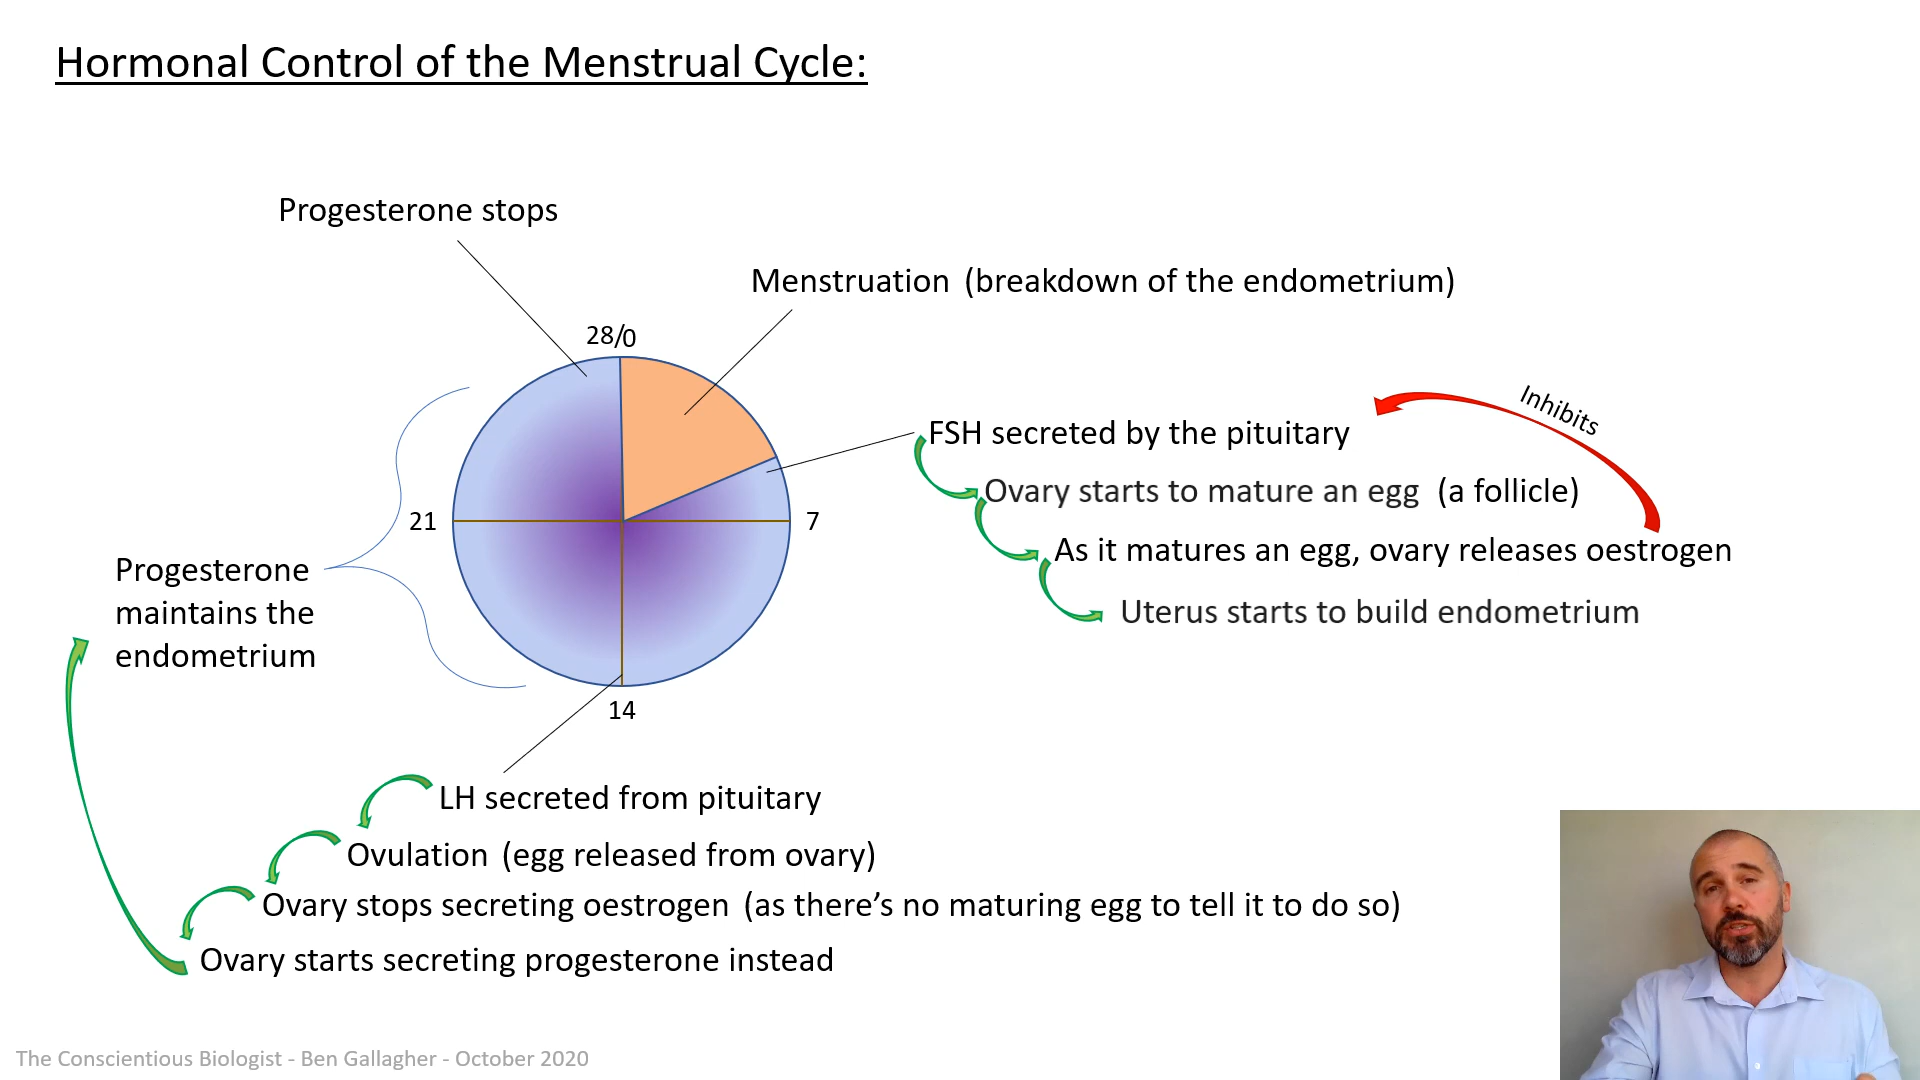 Hormonal Control of the Menstrual Cycle:
Progesterone stops
Menstruation (breakdown of the endometrium)
28/0
Inhibits
FSH secreted by the pituitary
Ovary starts to mature an egg (a follicle)
21
7
As it matures an egg, ovary releases oestrogen
Progesterone
maintains the
endometrium
Uterus starts to build endometrium
14
LH secreted from pituitary
Ovulation (egg released from ovary)
Ovary stops secreting oestrogen (as there's no maturing egg to tell it to do so)
Ovary starts secreting progesterone instead
The Conscientious Biologist - Ben Gallagher - October 2020